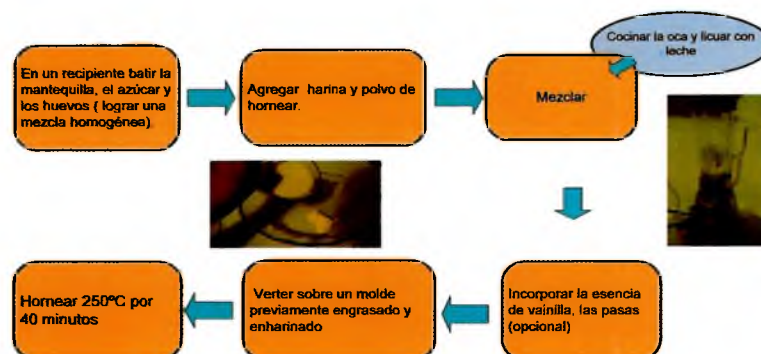 Cocinar la oca y licuar con
leche
En un recipiente batir la
mantequilla, el azúcar y
los huevos ( lograr una
mezcla homogénea).
Agregar harina y polvo de
hornear.
Mezclar
Incorporar la esencia
de vainilla, las pasas
(opcional)
Verter sobre un molde
previamente engrasado y
enharinado
Hornear 250ºC por
40 minutos